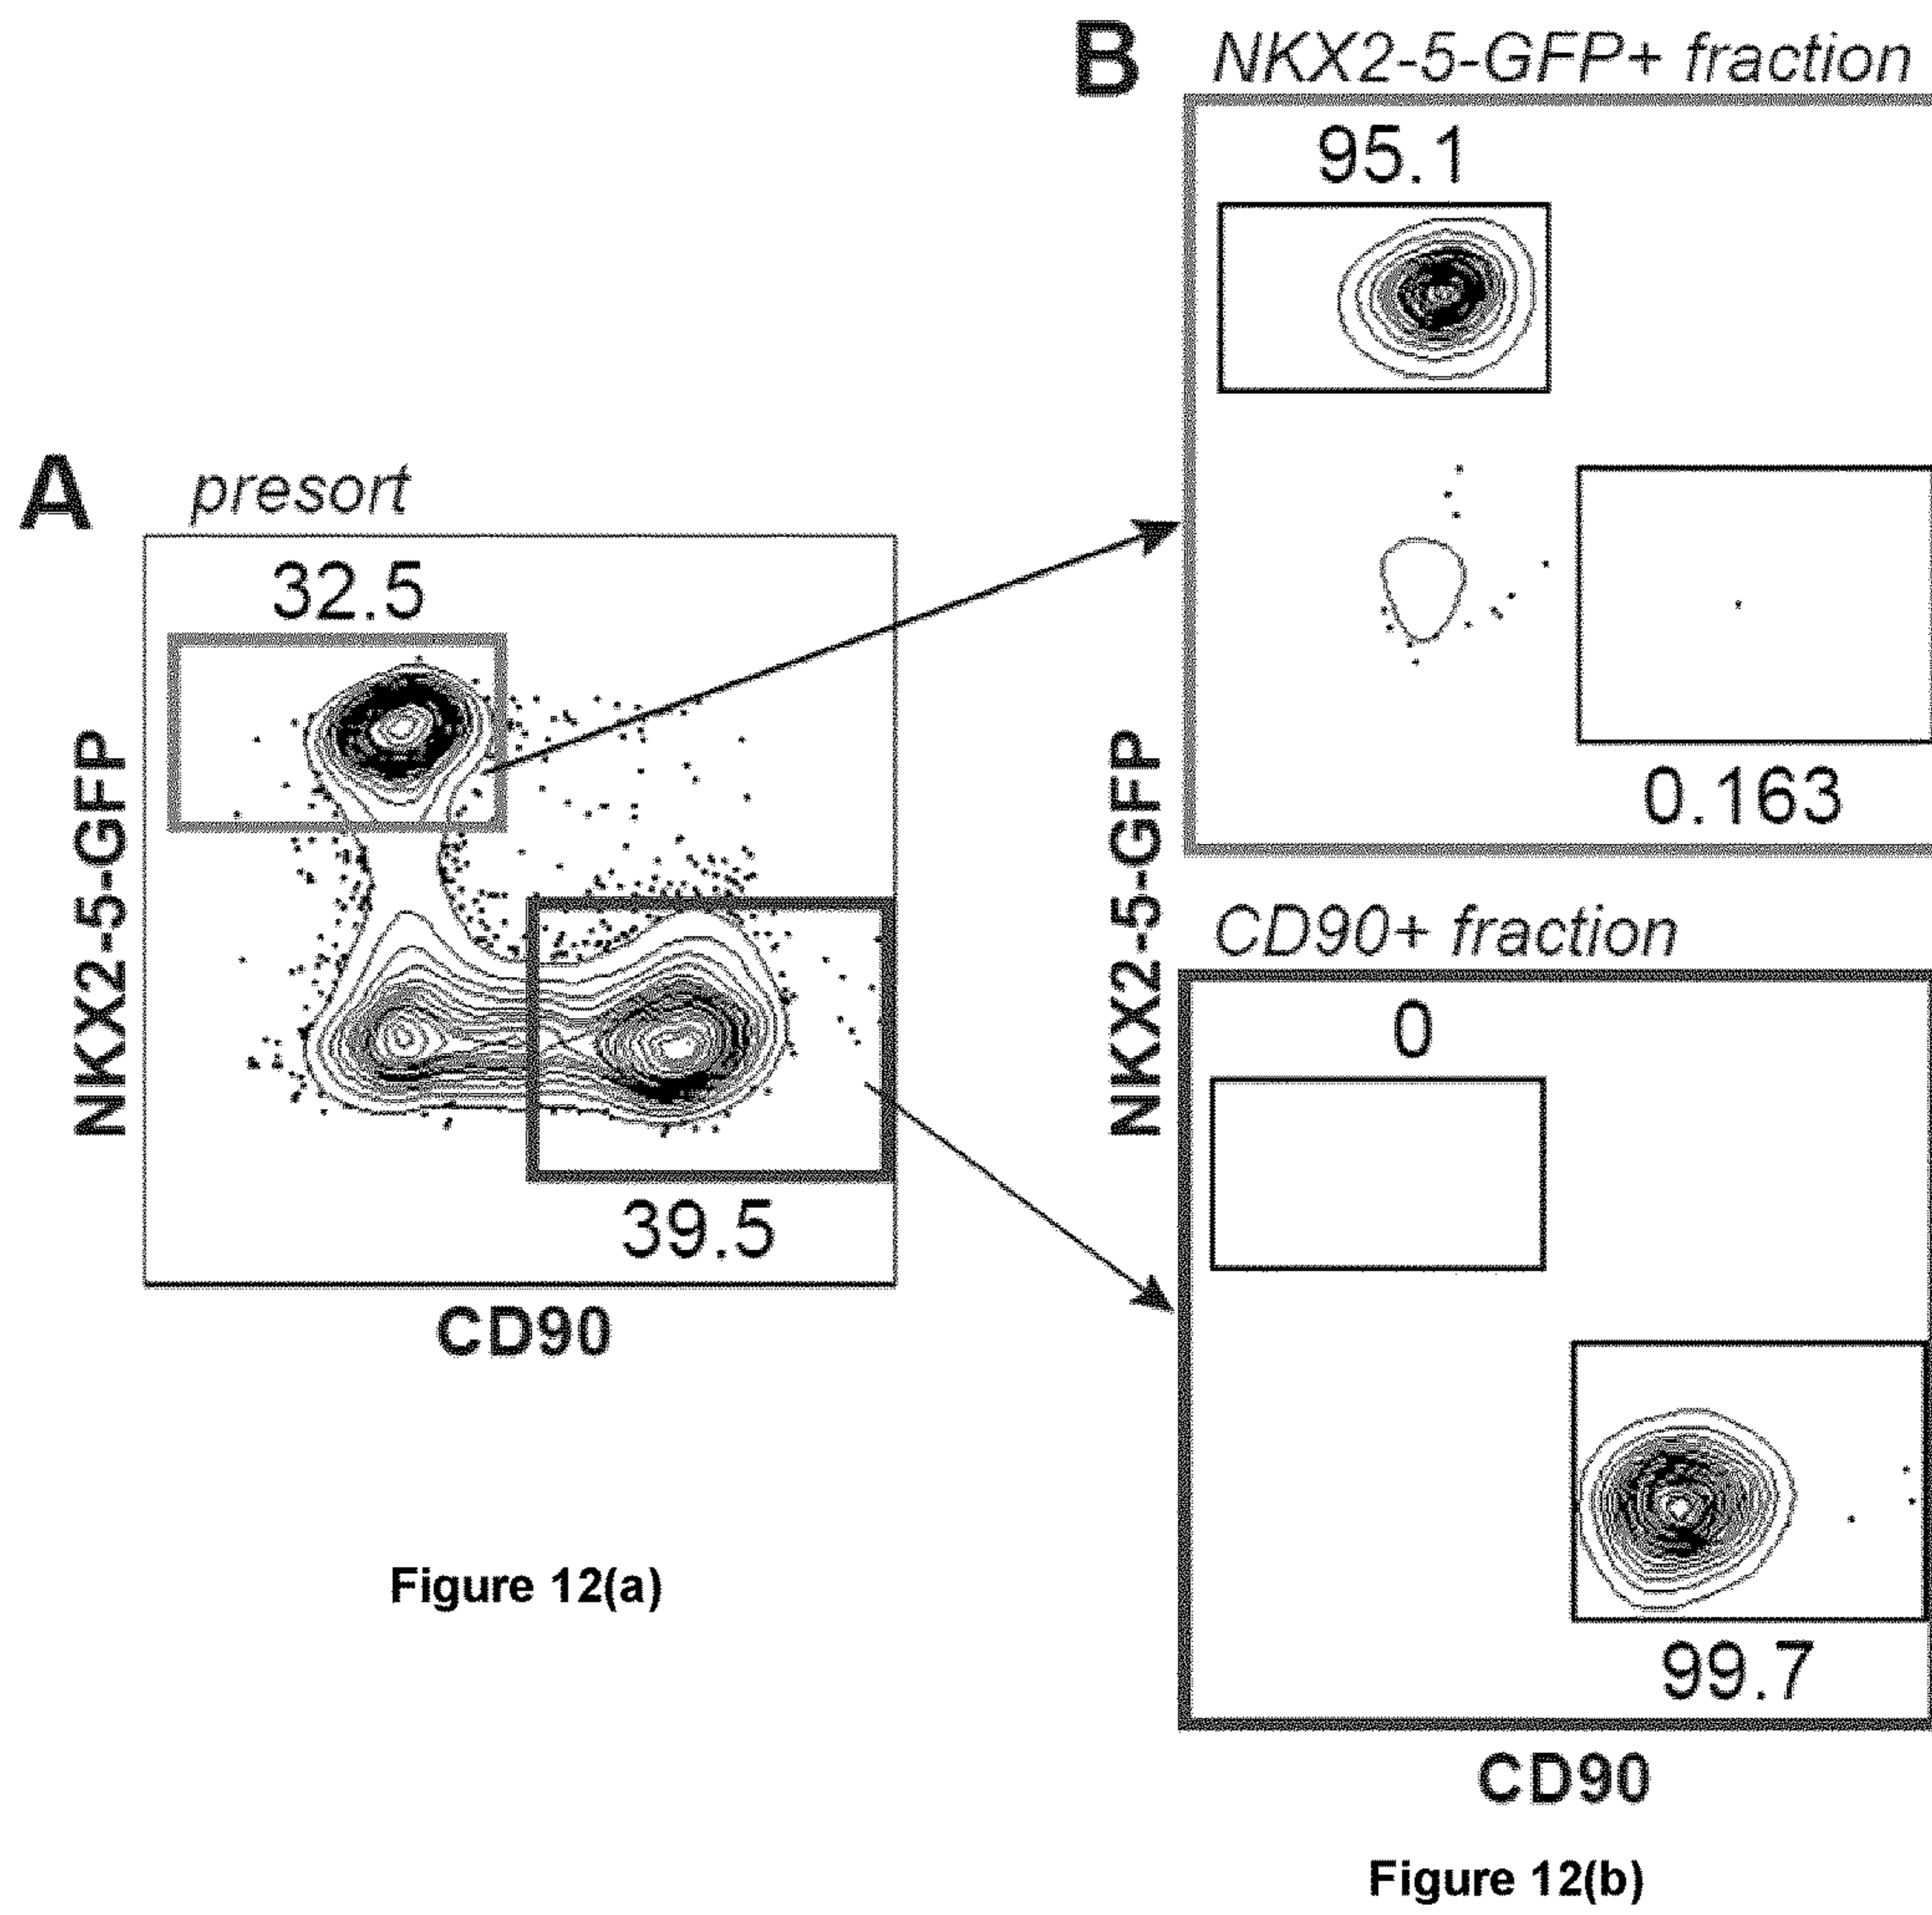 A
presort
32.5
NKX2-5-GFP
39.5
CD90
Figure 12(a)
B
NKX2-5-GFP+ fraction
95.1
0.163
NKX2-5-GFP
CD90+ fraction
0
99.7
CD90
Figure 12(b)